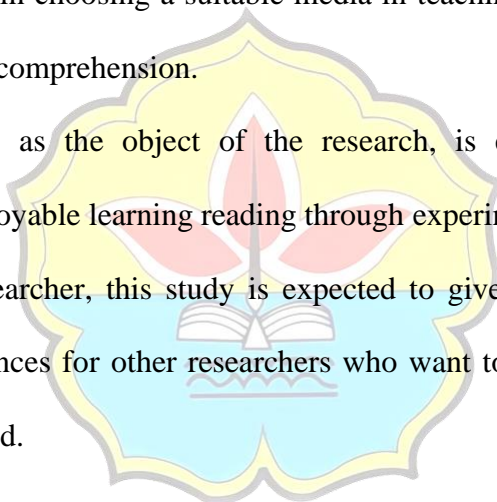 in choosing a suitable media in teachin
comprehension.
as the object of the research, is
oyable learning reading through experi
earcher, this study is expected to give
nces for other researchers who want to
d.